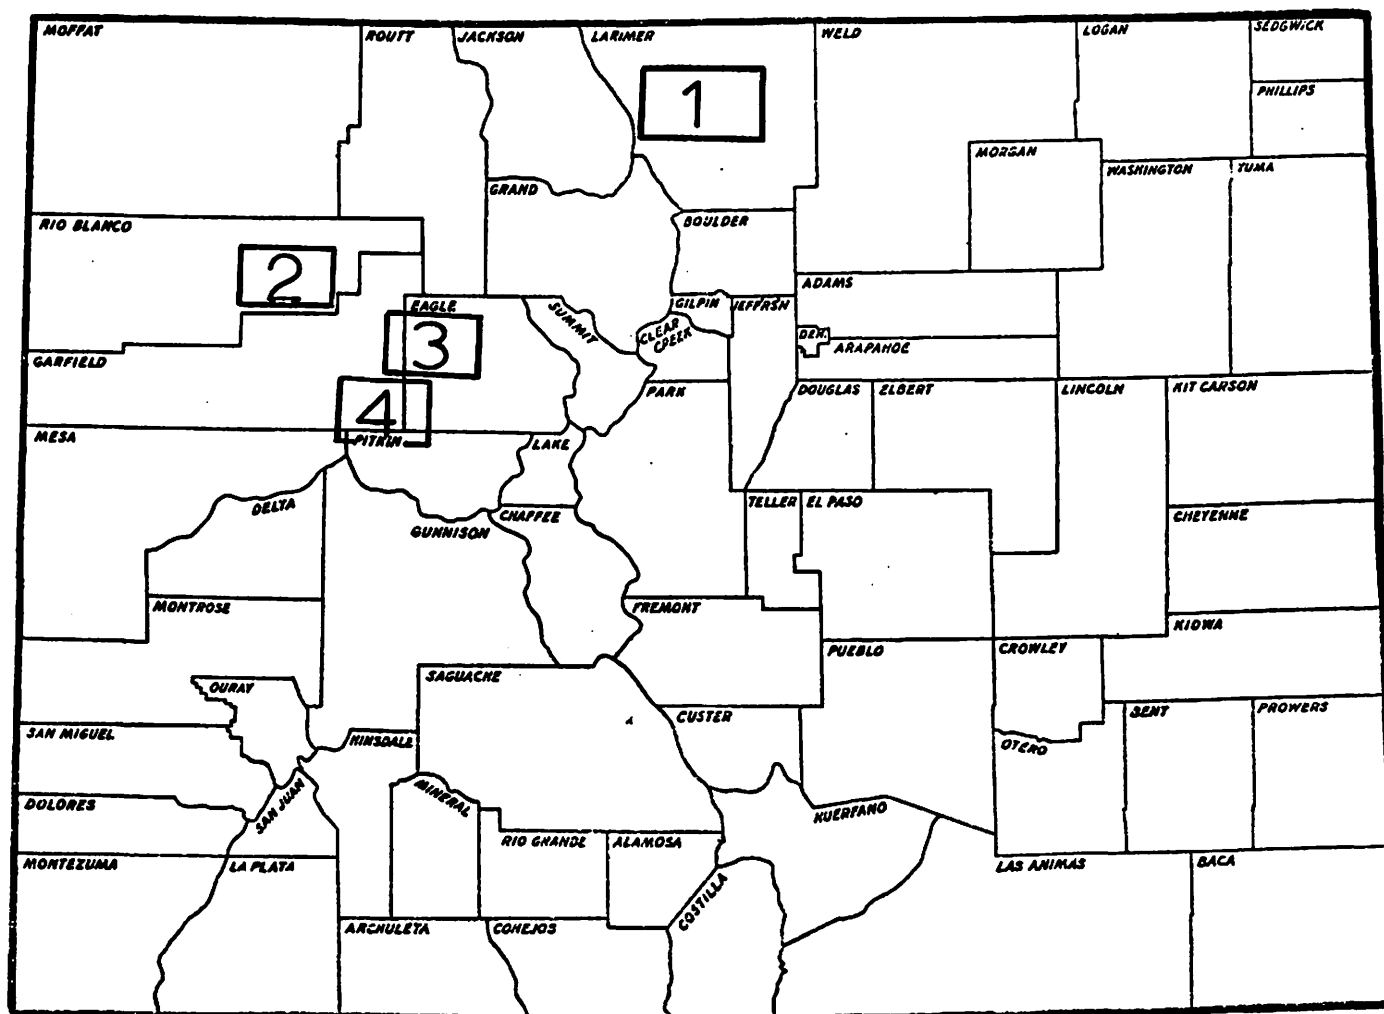 MOFFAT
ROUTT
JACKSON
LARIMER
WELD
LOGAN
SEDGWICK
PHILLIPS
1
MORGAN
WASHINGTON
YUMA
GRAND
RIO BLANCO
BOULDER
2
ADAMS
EAGLE
SUMMIT
GILPIN
JEFFRSN
CLEAR
CREEK
DEN.
ARAPAHOE
3
GARFIELD
PARK
DOUGLAS
ELBERT
LINCOLN
KIT CARSON
4
MESA
PITKIN
LAKE
DELTA
GUNNISON
CHAFFEE
TELLER
EL PASO
CHEYENNE
MONTROSE
FREMONT
KIOWA
PUEBLO
CROWLEY
SAGUACHE
OURAY
CUSTER
BENT
PROWERS
SAN MIGUEL
HINSDALE
OTERO
DOLORES
SAN JUAN
MINERAL
HUERFANO
RIO GRANDE
ALAMOSA
MONTEZUMA
LA PLATA
LAS ANIMAS
BACA
COSTILLA
ARCHULETA
CONEJOS